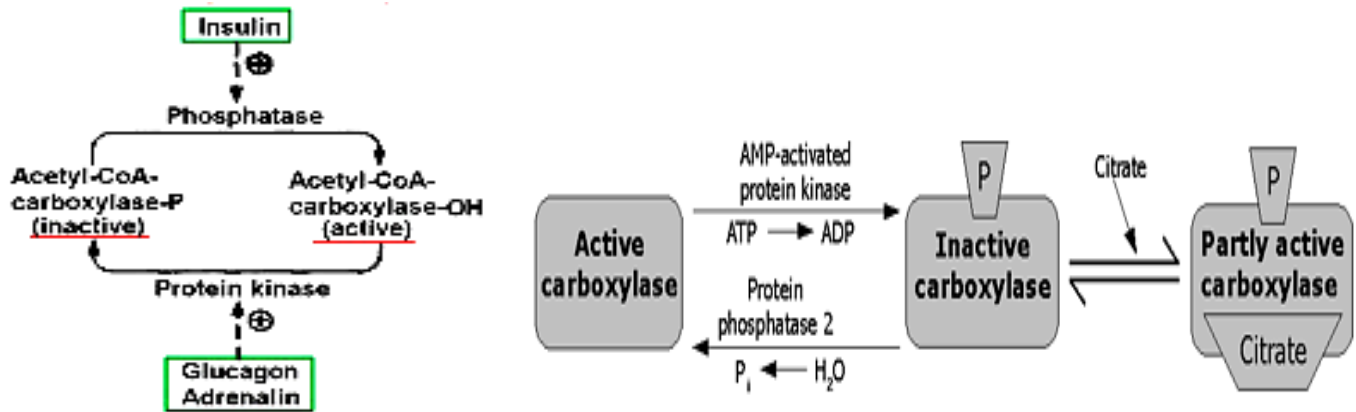 Insulin
Phosphatase
Acetyl-CoA-
carboxylase-P
(inactive)
Acetyl-CoA-
carboxylase-OH
(active)
Protein kinase
Glucagon
Adrenalin
Active
carboxylase
AMP-activated
protein kinase
ATP → ADP
Protein
phosphatase 2
Pi ← H2O
P
Inactive
carboxylase
Citrate
P
Partly active
carboxylase
Citrate